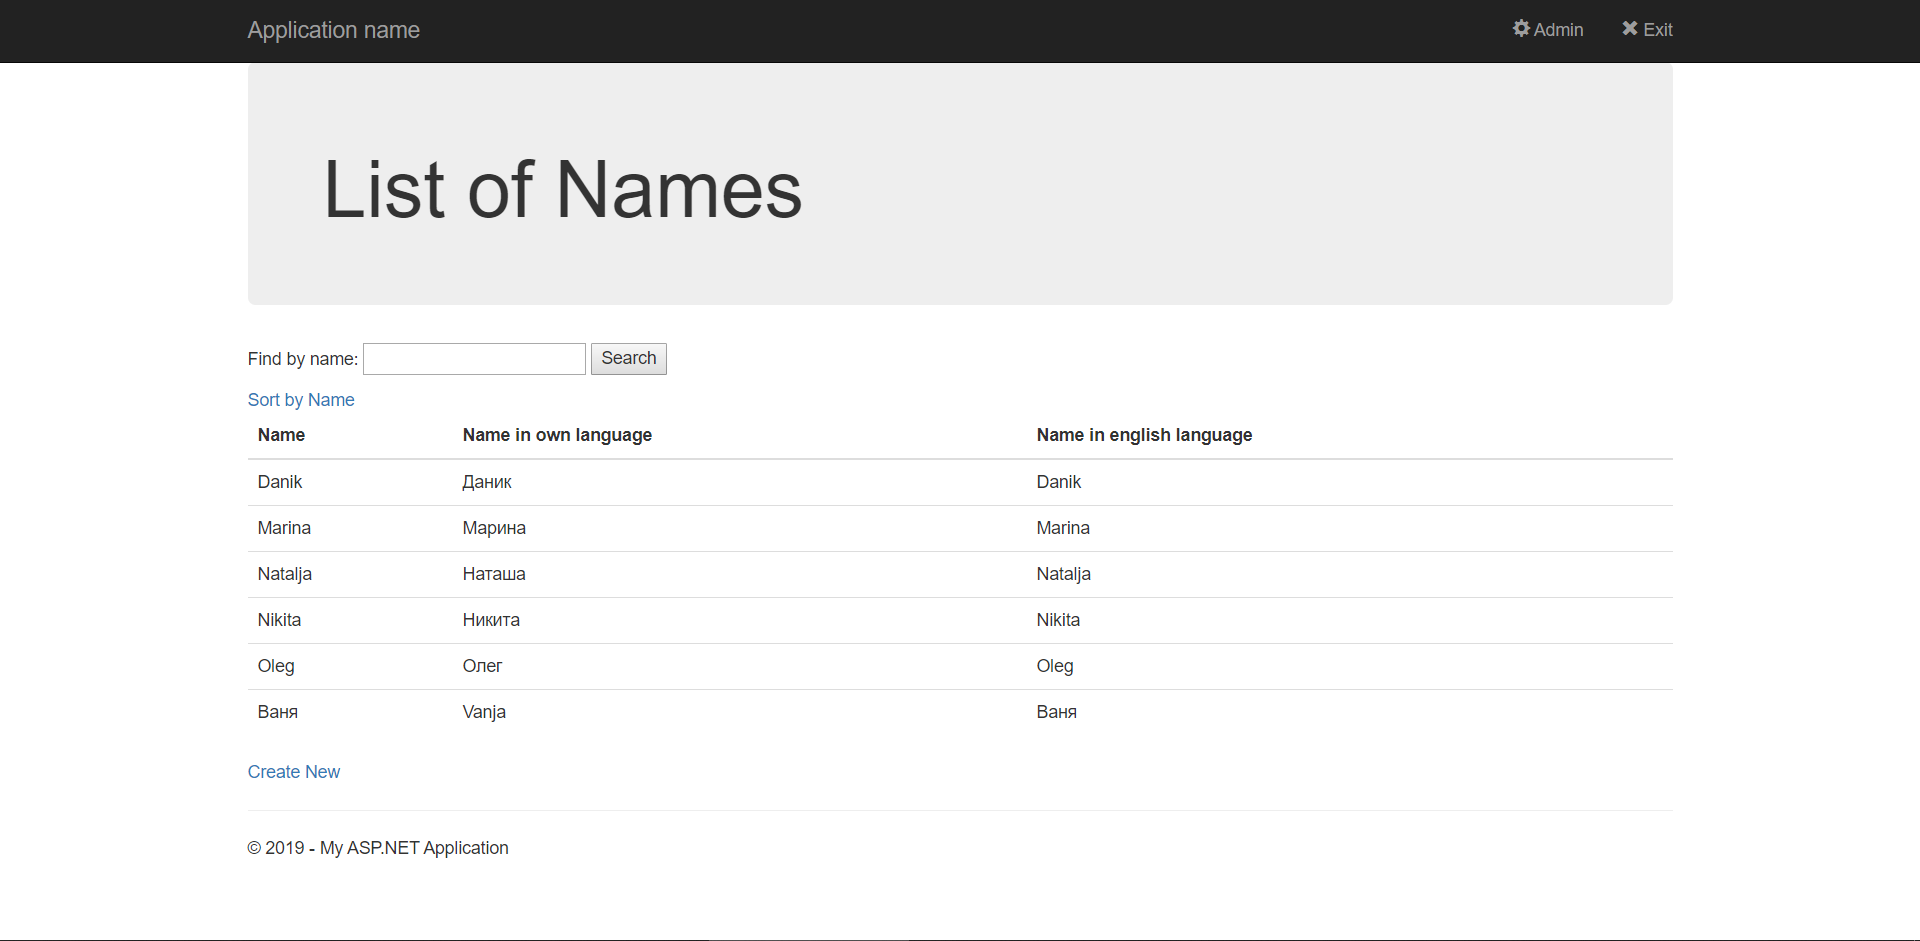 Application name Admin Exit
List of Names
Find by name: Search
Sort by Name
Name Name in own language Name in english language
Danik Даник Danik
Marina Марина Marina
Natalja Наташа Natalja
Nikita Никита Nikita
Oleg Олег Oleg
Ваня Vanja Ваня
Create New
© 2019 - My ASP.NET Application